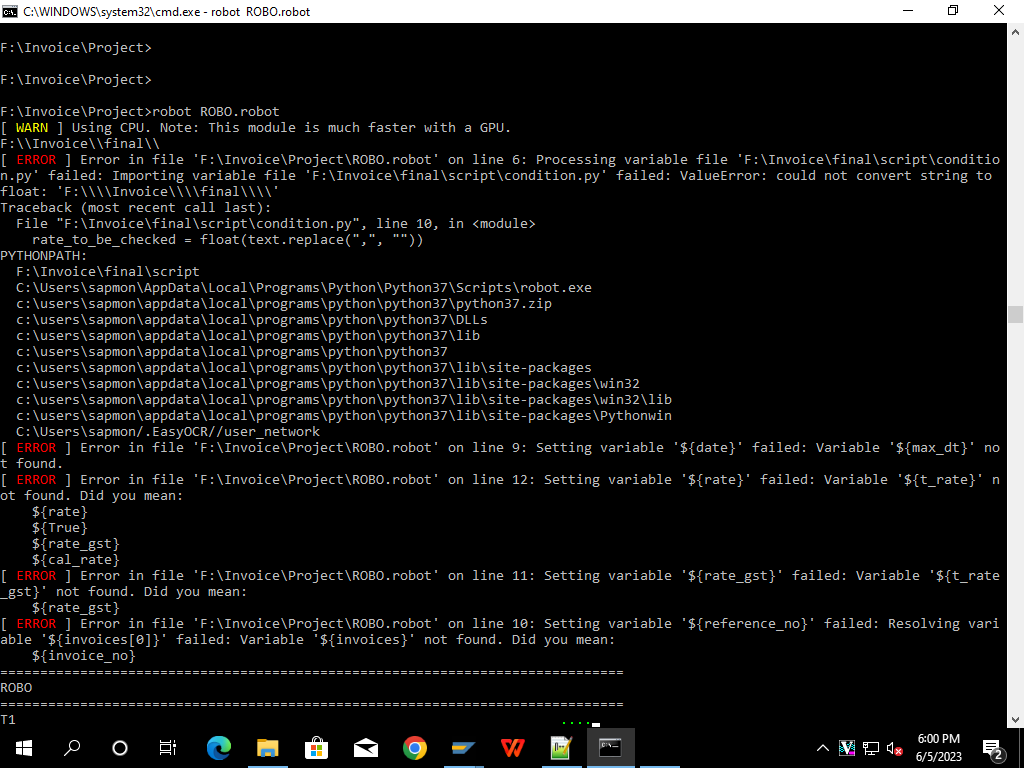 C:\WINDOWS\system32\cmd.exe - robot ROBO.robot
F:\Invoice\Project>
F:\Invoice\Project>
F:\Invoice\Project>robot ROBO.robot
[ WARN ] Using CPU. Note: This module is much faster with a GPU.
F:\\Invoice\\final\\
[ ERROR ] Error in file 'F:\Invoice\Project\ROBO.robot' on line 6: Processing variable file 'F:\Invoice\final\script\conditio
n.py' failed: Importing variable file 'F:\Invoice\final\script\condition.py' failed: ValueError: could not convert string to
float: 'F:\\\\Invoice\\\\final\\\\'
Traceback (most recent call last):
  File "F:\Invoice\final\script\condition.py", line 10, in <module>
    rate_to_be_checked = float(text.replace(",", ""))
PYTHONPATH:
  F:\Invoice\final\script
  C:\Users\sapmon\AppData\Local\Programs\Python\Python37\Scripts\robot.exe
  c:\users\sapmon\appdata\local\programs\python\python37\python37.zip
  c:\users\sapmon\appdata\local\programs\python\python37\DLLs
  c:\users\sapmon\appdata\local\programs\python\python37\lib
  c:\users\sapmon\appdata\local\programs\python\python37
  c:\users\sapmon\appdata\local\programs\python\python37\lib\site-packages
  c:\users\sapmon\appdata\local\programs\python\python37\lib\site-packages\win32
  c:\users\sapmon\appdata\local\programs\python\python37\lib\site-packages\win32\lib
  c:\users\sapmon\appdata\local\programs\python\python37\lib\site-packages\Pythonwin
  C:\Users\sapmon/.EasyOCR//user_network
[ ERROR ] Error in file 'F:\Invoice\Project\ROBO.robot' on line 9: Setting variable '${date}' failed: Variable '${max_dt}' no
t found.
[ ERROR ] Error in file 'F:\Invoice\Project\ROBO.robot' on line 12: Setting variable '${rate}' failed: Variable '${t_rate}' n
ot found. Did you mean:
    ${rate}
    ${True}
    ${rate_gst}
    ${cal_rate}
[ ERROR ] Error in file 'F:\Invoice\Project\ROBO.robot' on line 11: Setting variable '${rate_gst}' failed: Variable '${t_rate
_gst}' not found. Did you mean:
    ${rate_gst}
[ ERROR ] Error in file 'F:\Invoice\Project\ROBO.robot' on line 10: Setting variable '${reference_no}' failed: Resolving vari
able '${invoices[0]}' failed: Variable '${invoices}' not found. Did you mean:
    ${invoice_no}
==============================================================================
ROBO
==============================================================================
T1 ....
6:00 PM
6/5/2023
2